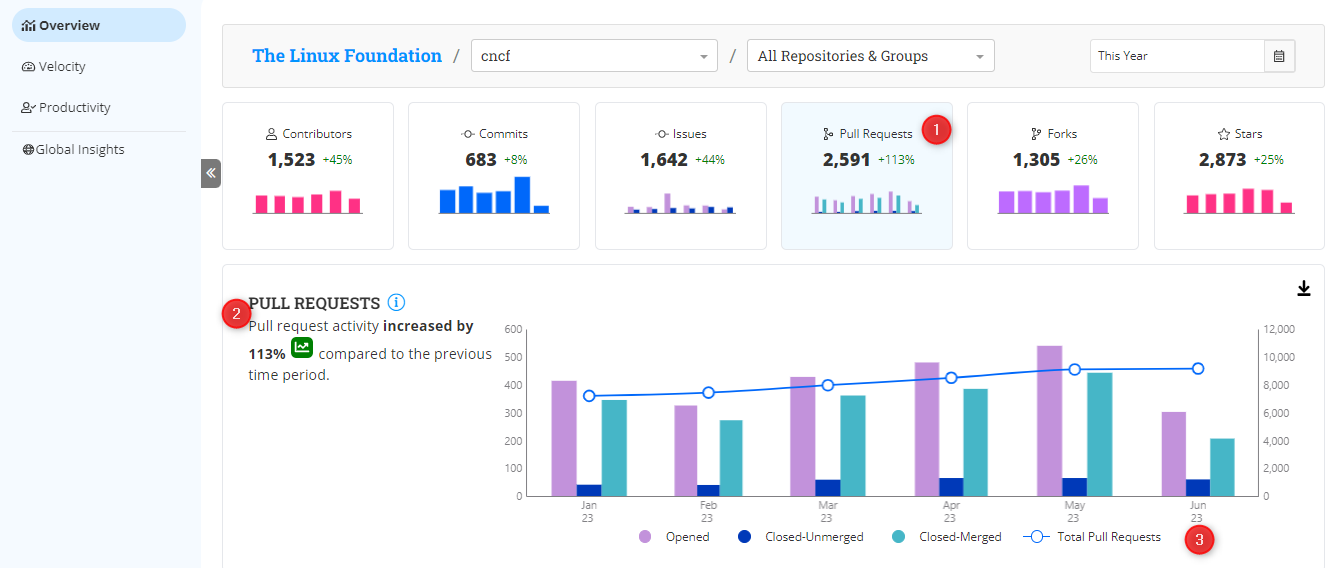 Overview
Velocity
Productivity
Global Insights
The Linux Foundation / cncf / All Repositories & Groups This Year
Contributors
1,523 +45%
Commits
683 +8%
Issues
1,642 +44%
Pull Requests 1
2,591 +113%
Forks
1,305 +26%
Stars
2,873 +25%
2 PULL REQUESTS
Pull request activity increased by
113% compared to the previous
time period.
600 12,000
500 10,000
400 8,000
300 6,000
200 4,000
100 2,000
0 0
Jan Feb Mar Apr May Jun
23 23 23 23 23 23
Opened Closed-Unmerged Closed-Merged Total Pull Requests 3